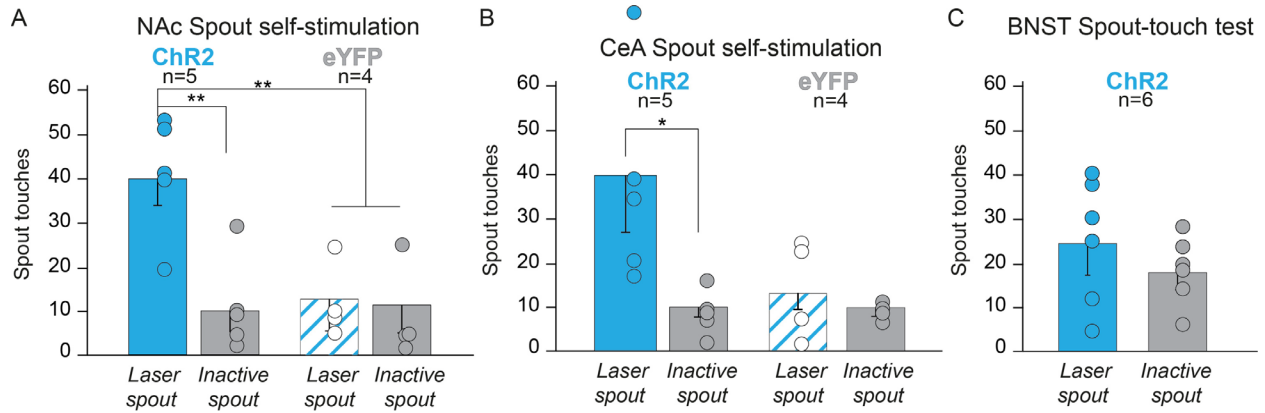 A
NAc Spout self-stimulation
ChR2
n=5
eYFP
n=4
**
**
Spout touches
60
50
40
30
20
10
0
Laser spout
Inactive spout
Laser spout
Inactive spout
B
CeA Spout self-stimulation
ChR2
n=5
eYFP
n=4
*
Spout touches
60
50
40
30
20
10
0
Laser spout
Inactive spout
Laser spout
Inactive spout
C
BNST Spout-touch test
ChR2
n=6
Spout touches
60
50
40
30
20
10
0
Laser spout
Inactive spout